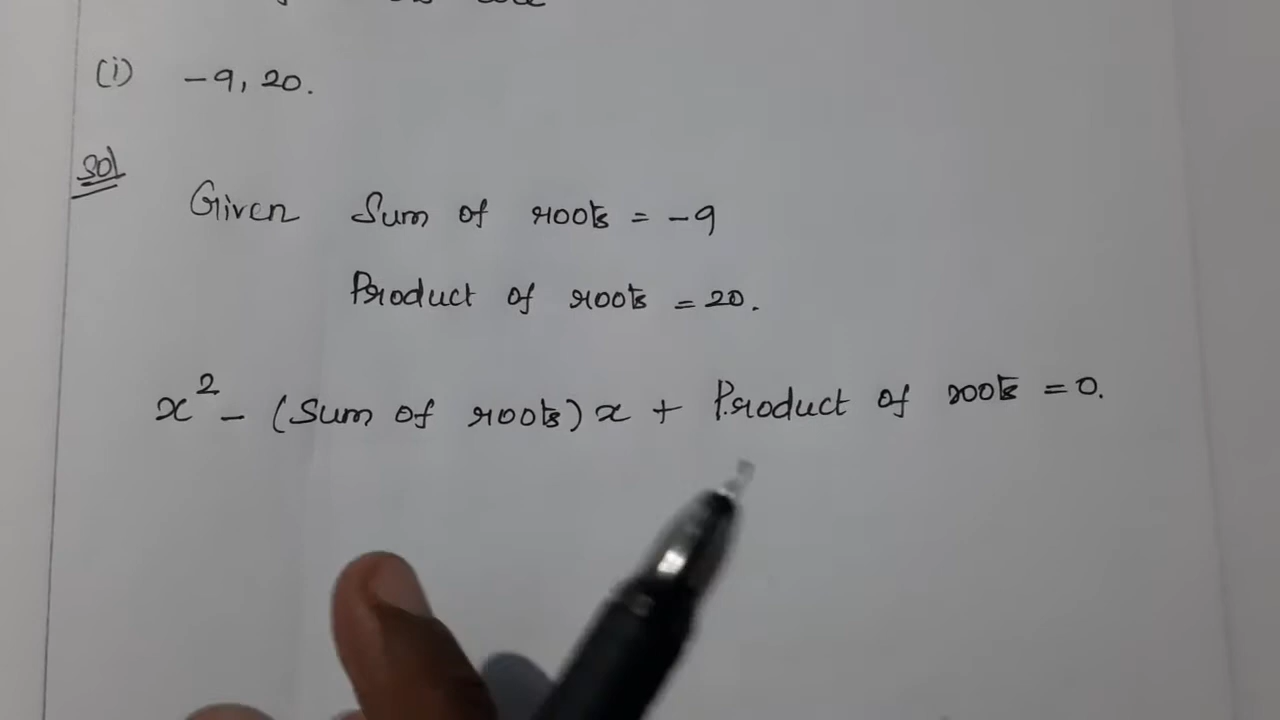 (i) -9, 20.
Sol
Given Sum of roots = -9
Product of roots = 20.
x² - (Sum of roots) x + Product of roots = 0.